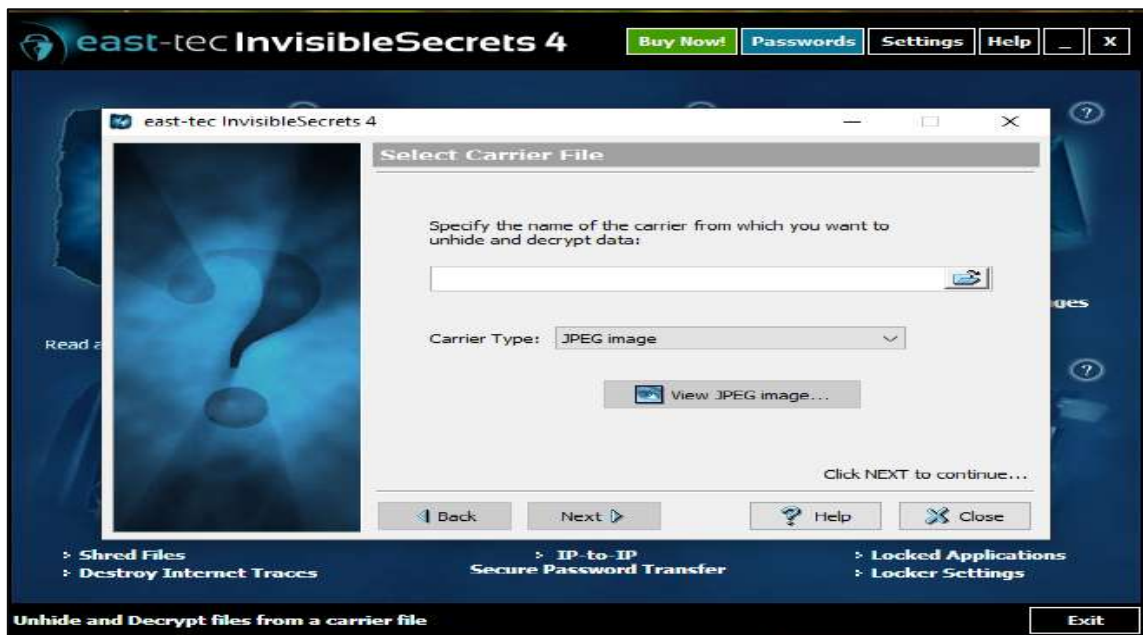 east-tec InvisibleSecrets 4
Buy Now!
Passwords
Settings
Help
_
X
?
east-tec InvisibleSecrets 4
Select Carrier File
Specify the name of the carrier from which you want to
unhide and decrypt data:
Carrier Type: JPEG image
View JPEG image...
Click NEXT to continue...
Back
Next
Help
Close
Read
?
Shred Files
Destroy Internet Traces
IP-to-IP
Secure Password Transfer
Locked Applications
Locker Settings
Unhide and Decrypt files from a carrier file
Exit